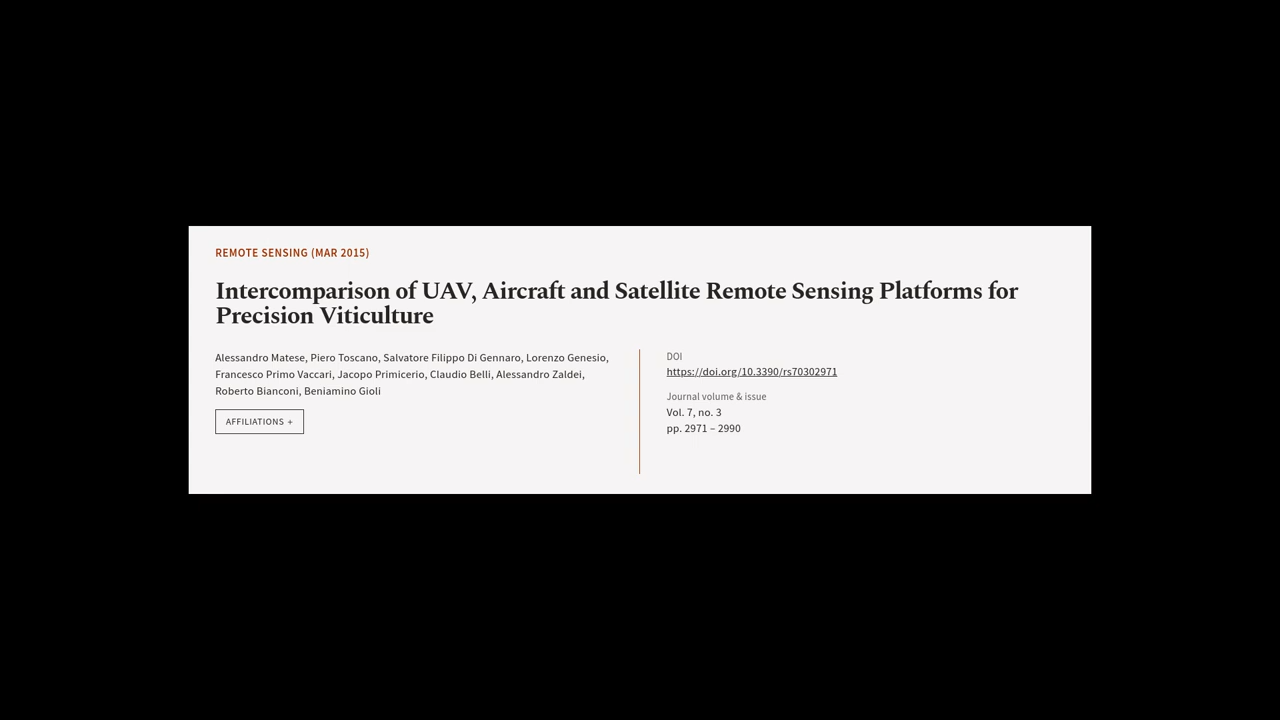 REMOTE SENSING (MAR 2015)
Intercomparison of UAV, Aircraft and Satellite Remote Sensing Platforms for
Precision Viticulture
Alessandro Matese, Piero Toscano, Salvatore Filippo Di Gennaro, Lorenzo Genesio,
Francesco Primo Vaccari, Jacopo Primicerio, Claudio Belli, Alessandro Zaldei,
Roberto Bianconi, Beniamino Gioli
AFFILIATIONS +
DOI
https://doi.org/10.3390/rs70302971
Journal volume & issue
Vol. 7, no. 3
pp. 2971 – 2990